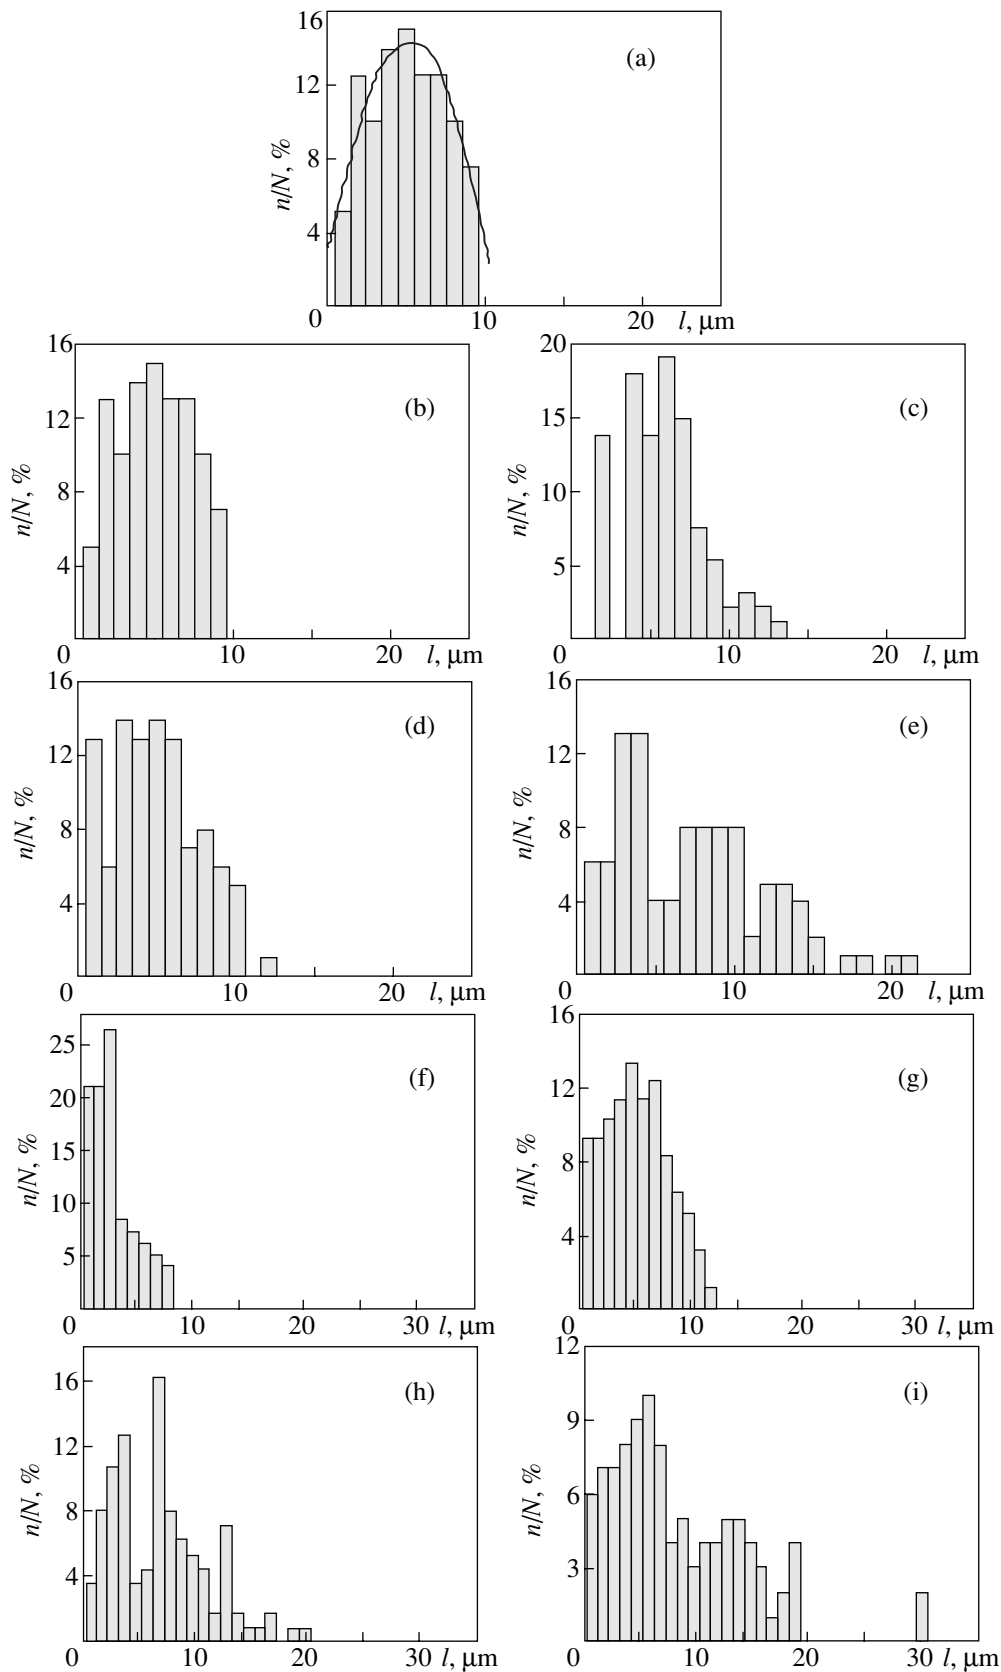 16
(a)
12
n/N, %
8
4
0 10 20 l, μm
16
(b)
12
n/N, %
8
4
0 10 20 l, μm
20
(c)
15
n/N, %
10
5
0 10 20 l, μm
16
(d)
12
n/N, %
8
4
0 10 20 l, μm
16
(e)
12
n/N, %
8
4
0 10 20 l, μm
25
(f)
20
n/N, %
15
10
5
0 10 20 30 l, μm
16
(g)
12
n/N, %
8
4
0 10 20 30 l, μm
16
(h)
12
n/N, %
8
4
0 10 20 30 l, μm
12
(i)
9
n/N, %
6
3
0 10 20 30 l, μm